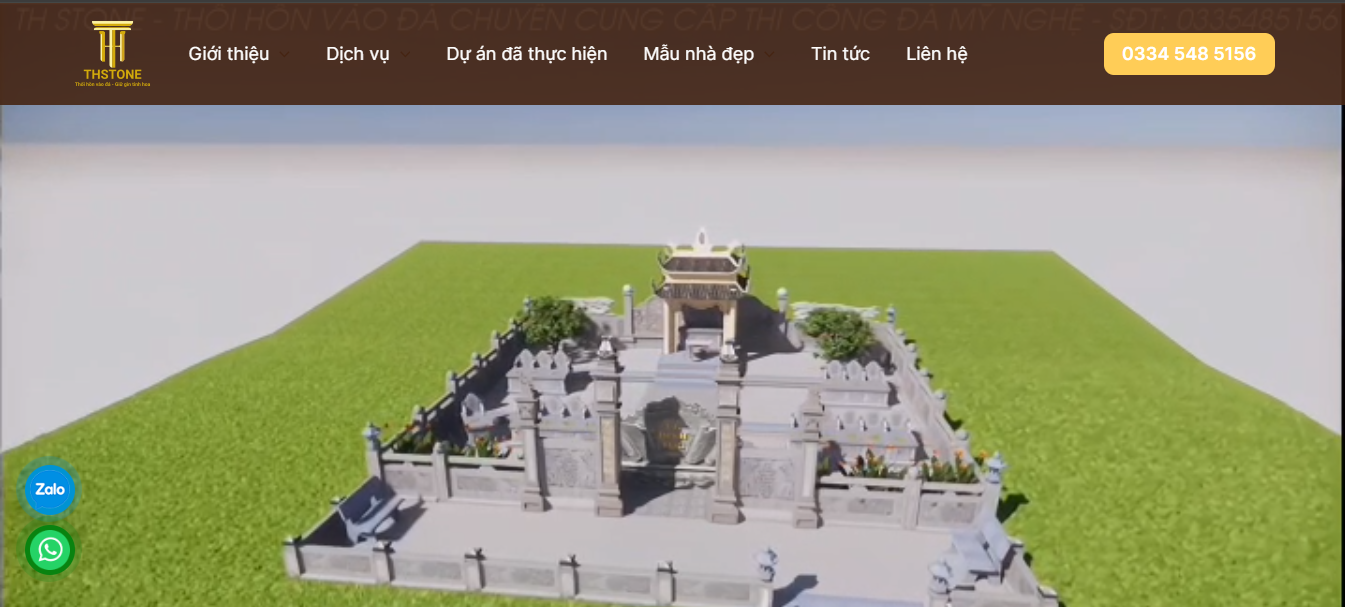 TH STONE - THỔI HỒN VÀO ĐÁ CHUYÊN CUNG CẤP THI CÔNG ĐÁ MỸ NGHỆ - SĐT: 0335485156
THSTONE
Thổi hồn vào đá - Giữ gìn tinh hoa
Giới thiệu
Dịch vụ
Dự án đã thực hiện
Mẫu nhà đẹp
Tin tức
Liên hệ
0334 548 5156
Zalo